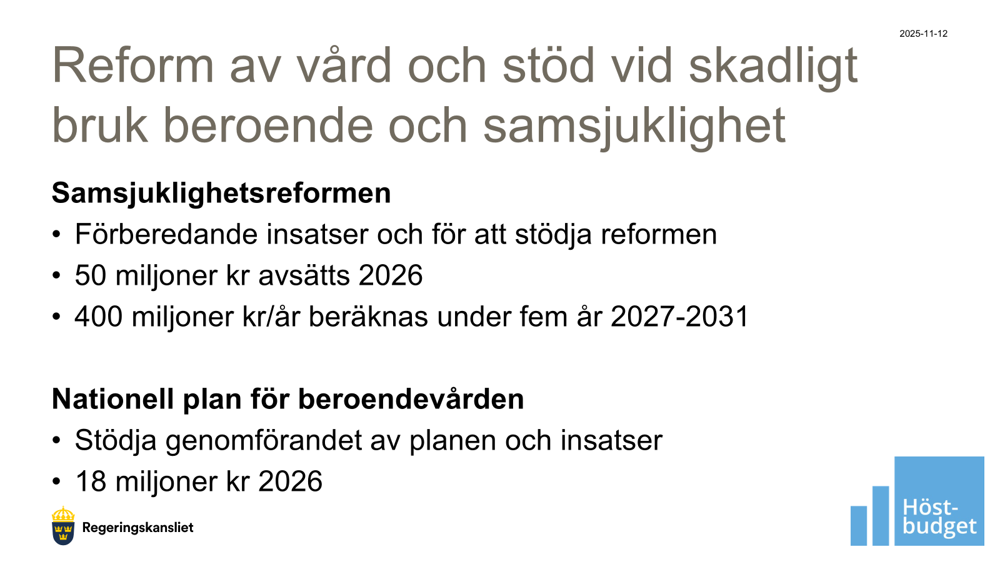 2025-11-12
Reform av vård och stöd vid skadligt
bruk beroende och samsjuklighet
Samsjuklighetsreformen
• Förberedande insatser och för att stödja reformen
• 50 miljoner kr avsätts 2026
• 400 miljoner kr/år beräknas under fem år 2027-2031
Nationell plan för beroendevården
• Stödja genomförandet av planen och insatser
• 18 miljoner kr 2026
Regeringskansliet
Höst-
budget